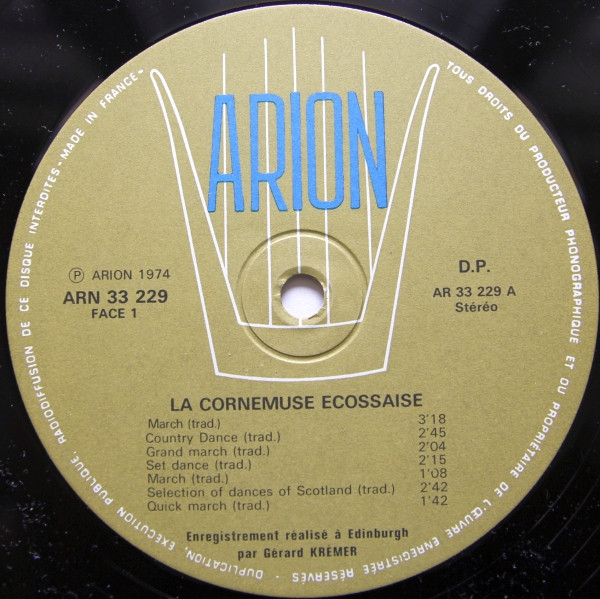 ARION
TOUS DROITS DU PRODUCTEUR PHONOGRAPHIQUE ET DU PROPRIÉTAIRE DE L'ŒUVRE ENREGISTRÉE RÉSERVÉS - DUPLICATION, EXÉCUTION PUBLIQUE, RADIODIFFUSION DE CE DISQUE INTERDITES - MADE IN FRANCE -
Ⓟ ARION 1974
ARN 33 229
FACE 1
D.P.
AR 33 229 A
Stéréo
LA CORNEMUSE ECOSSAISE
March (trad.) 3'18
Country Dance (trad.) 2'45
Grand march (trad.) 2'04
Set dance (trad.) 2'15
March (trad.) 1'08
Selection of dances of Scotland (trad.) 2'42
Quick march (trad.) 1'42
Enregistrement réalisé à Edinburgh
par Gérard KRÉMER